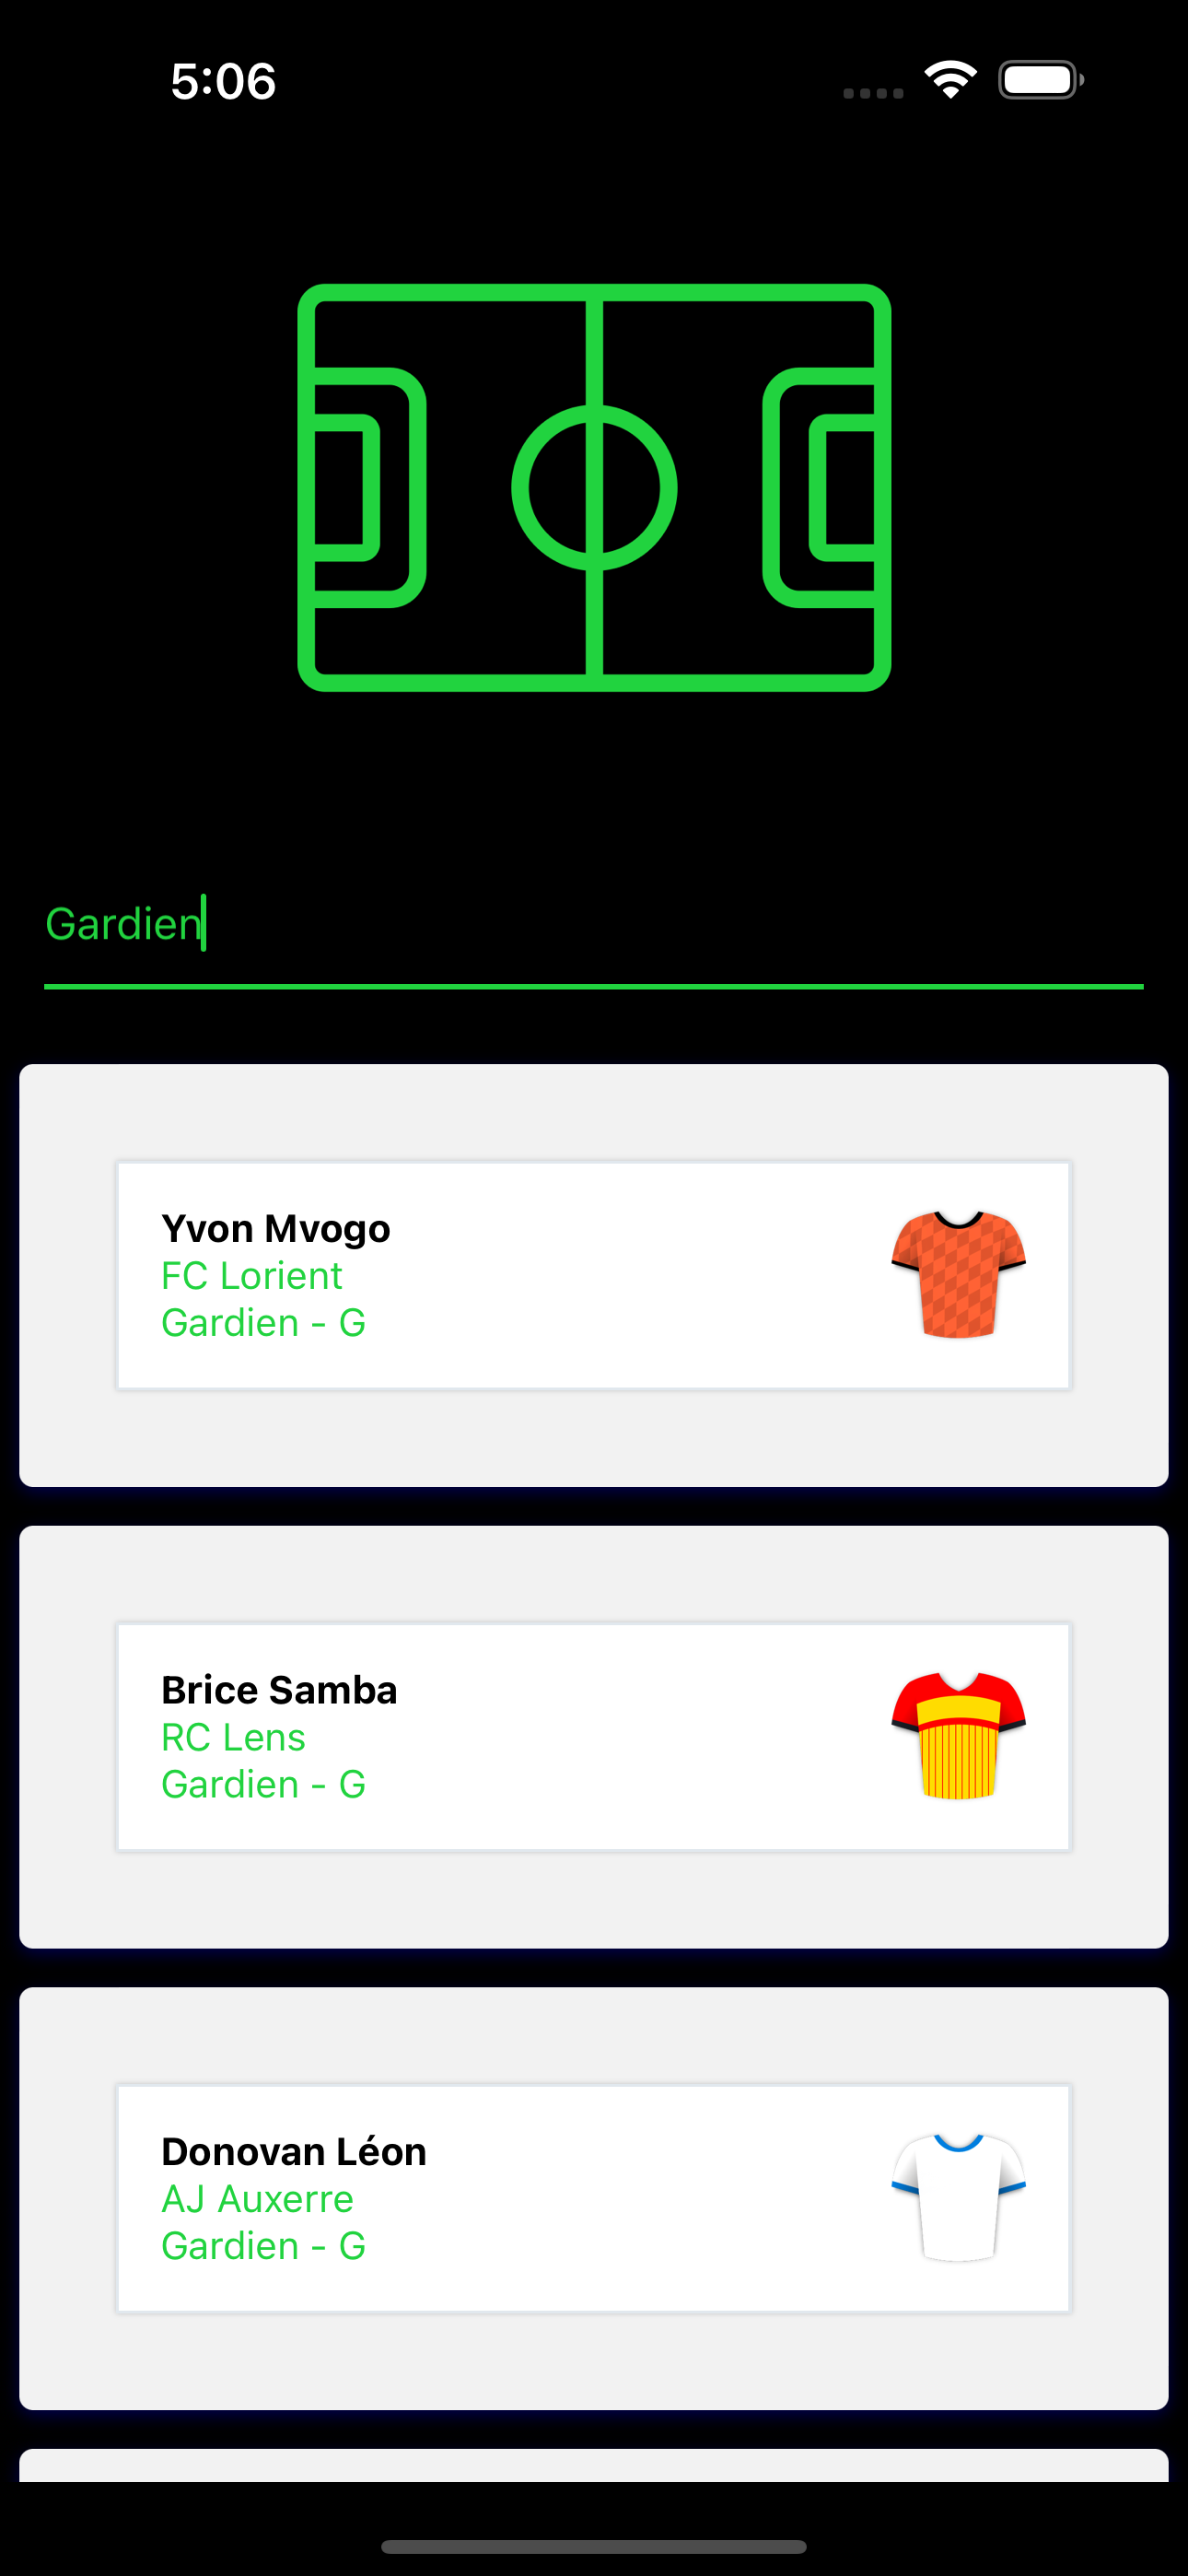 5:06
Gardien
Yvon Mvogo
FC Lorient
Gardien - G
Brice Samba
RC Lens
Gardien - G
Donovan Léon
AJ Auxerre
Gardien - G